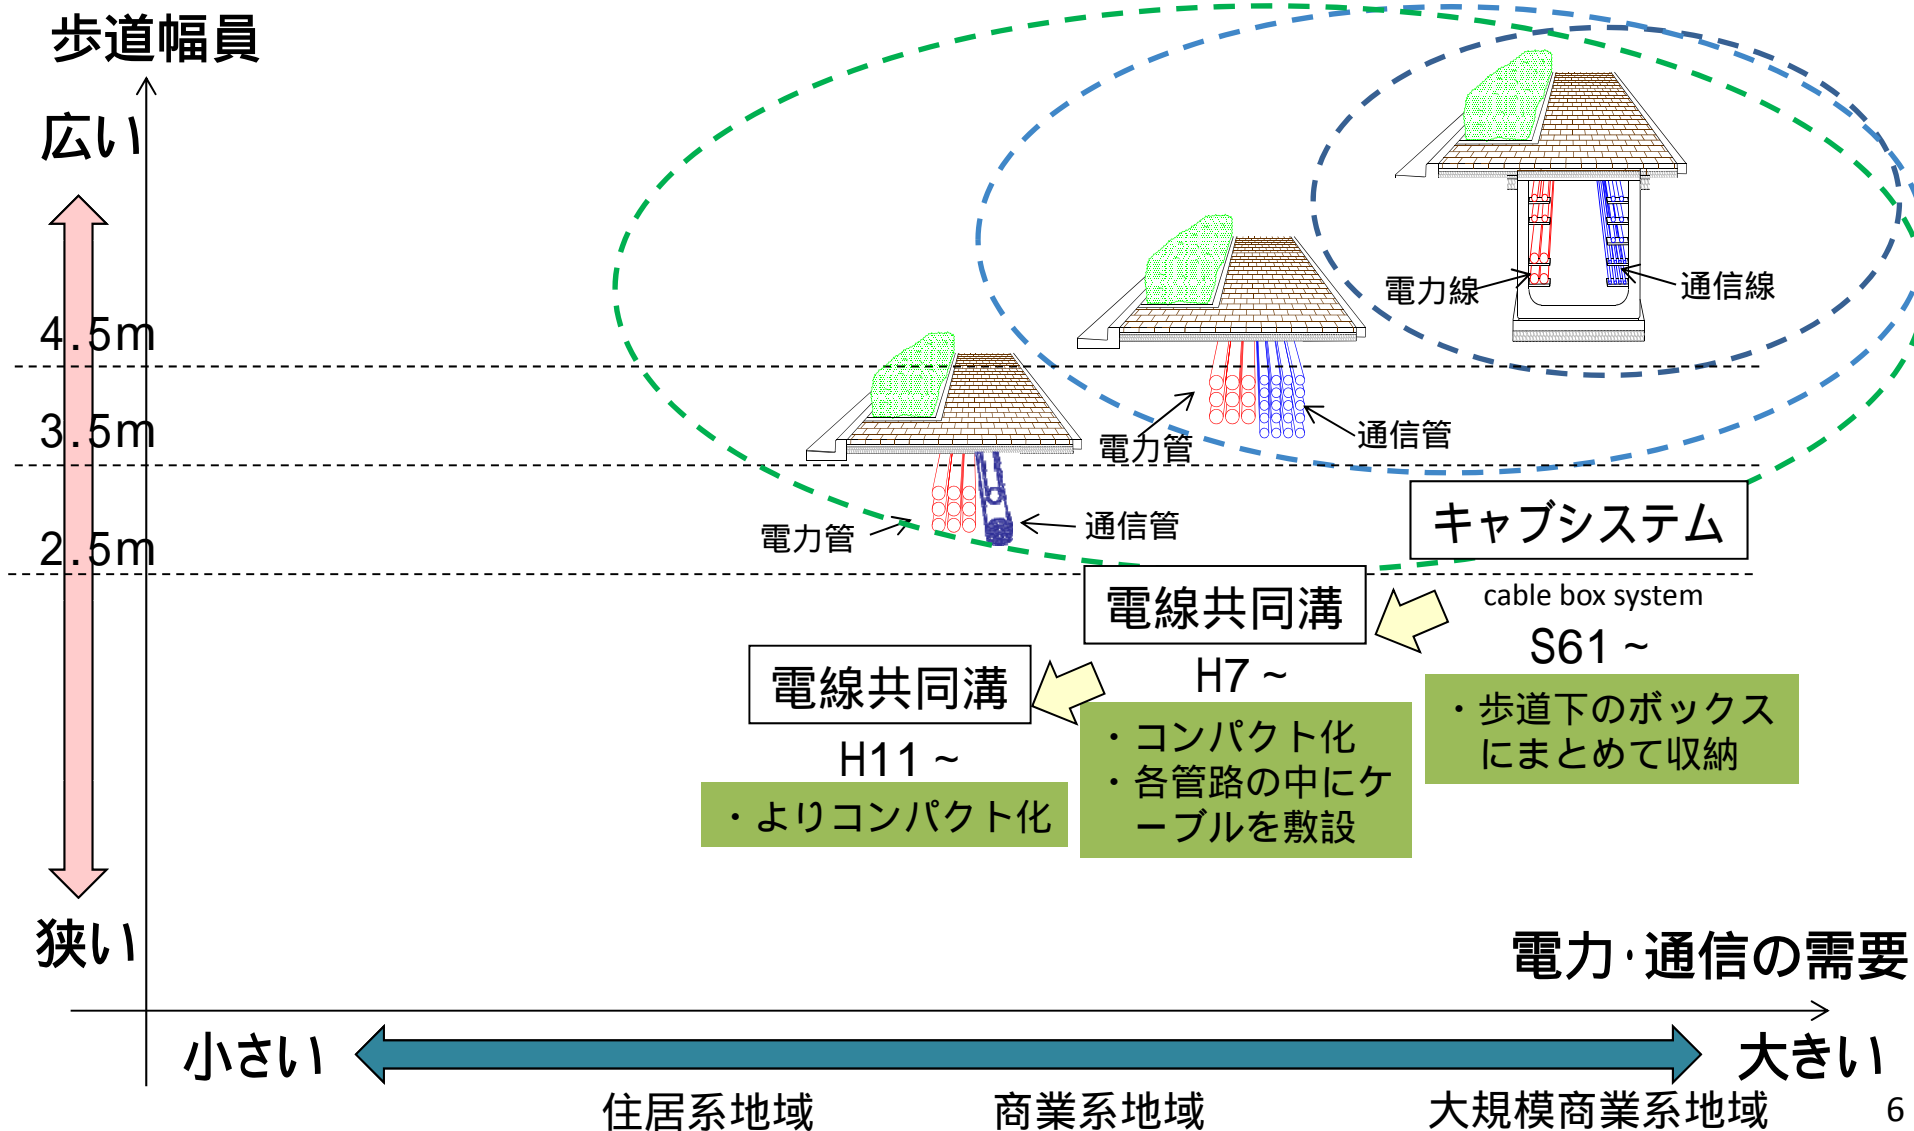 歩道幅員
広い
電力線
通信線
4.5m
3.5m
電力管
通信管
電力管
通信管
キャブシステム
2.5m
電線共同溝
cable box system
S61～
電線共同溝
H7～
・歩道下のボックス
にまとめて収納
H11～
・コンパクト化
・各管路の中にケ
ーブルを敷設
・よりコンパクト化
狭い
電力・通信の需要
小さい
大きい
住居系地域
商業系地域
大規模商業系地域
6